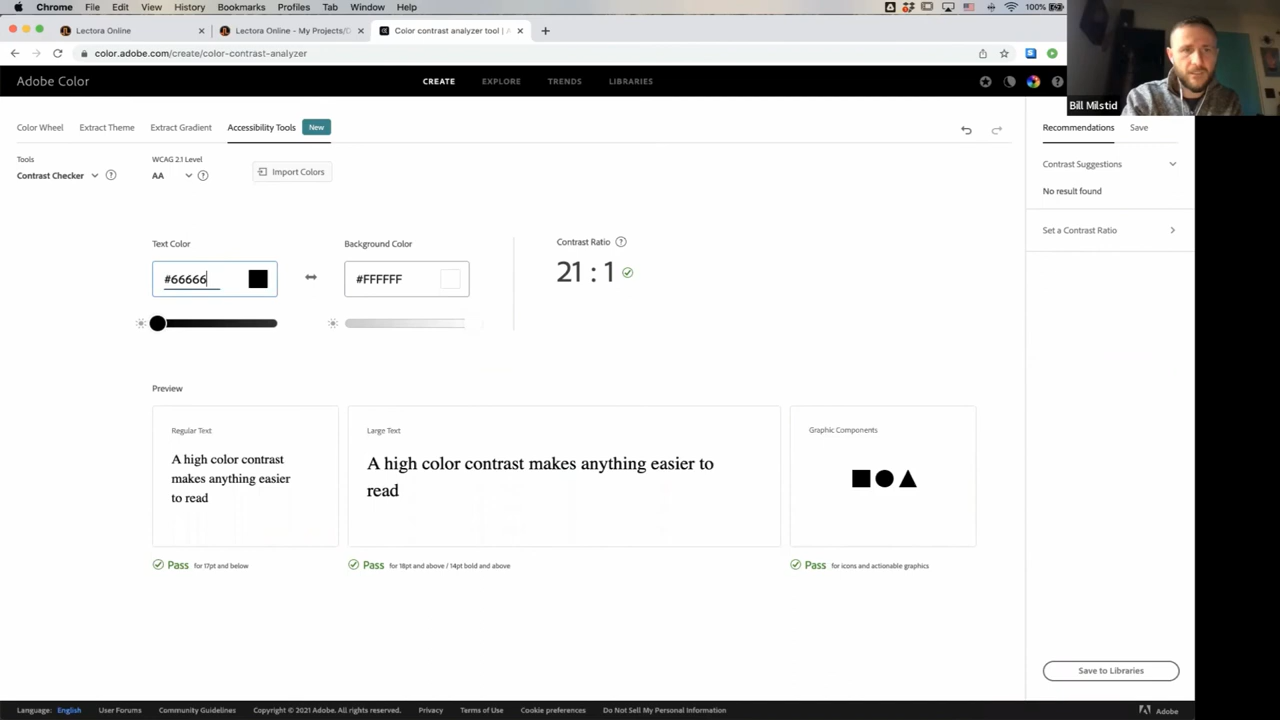 Chrome File Edit View History Bookmarks Profiles Tab Window Help 100%
Lectora Online Lectora Online - My Projects/D Color contrast analyzer tool | A
color.adobe.com/create/color-contrast-analyzer
Adobe Color CREATE EXPLORE TRENDS LIBRARIES
Bill Milstid
Color Wheel Extract Theme Extract Gradient Accessibility Tools New
Recommendations Save
Tools WCAG 2.1 Level
Contrast Checker AA Import Colors
Contrast Suggestions
No result found
Set a Contrast Ratio
Text Color Background Color Contrast Ratio
#66666 #FFFFFF 21 : 1
Preview
Regular Text
A high color contrast
makes anything easier
to read
Large Text
A high color contrast makes anything easier to
read
Graphic Components
Pass for 17pt and below
Pass for 18pt and above / 14pt bold and above
Pass for icons and actionable graphics
Save to Libraries
Language: English User Forums Community Guidelines Copyright © 2021 Adobe. All rights reserved. Privacy Terms of Use Cookie preferences Do Not Sell My Personal Information Adobe